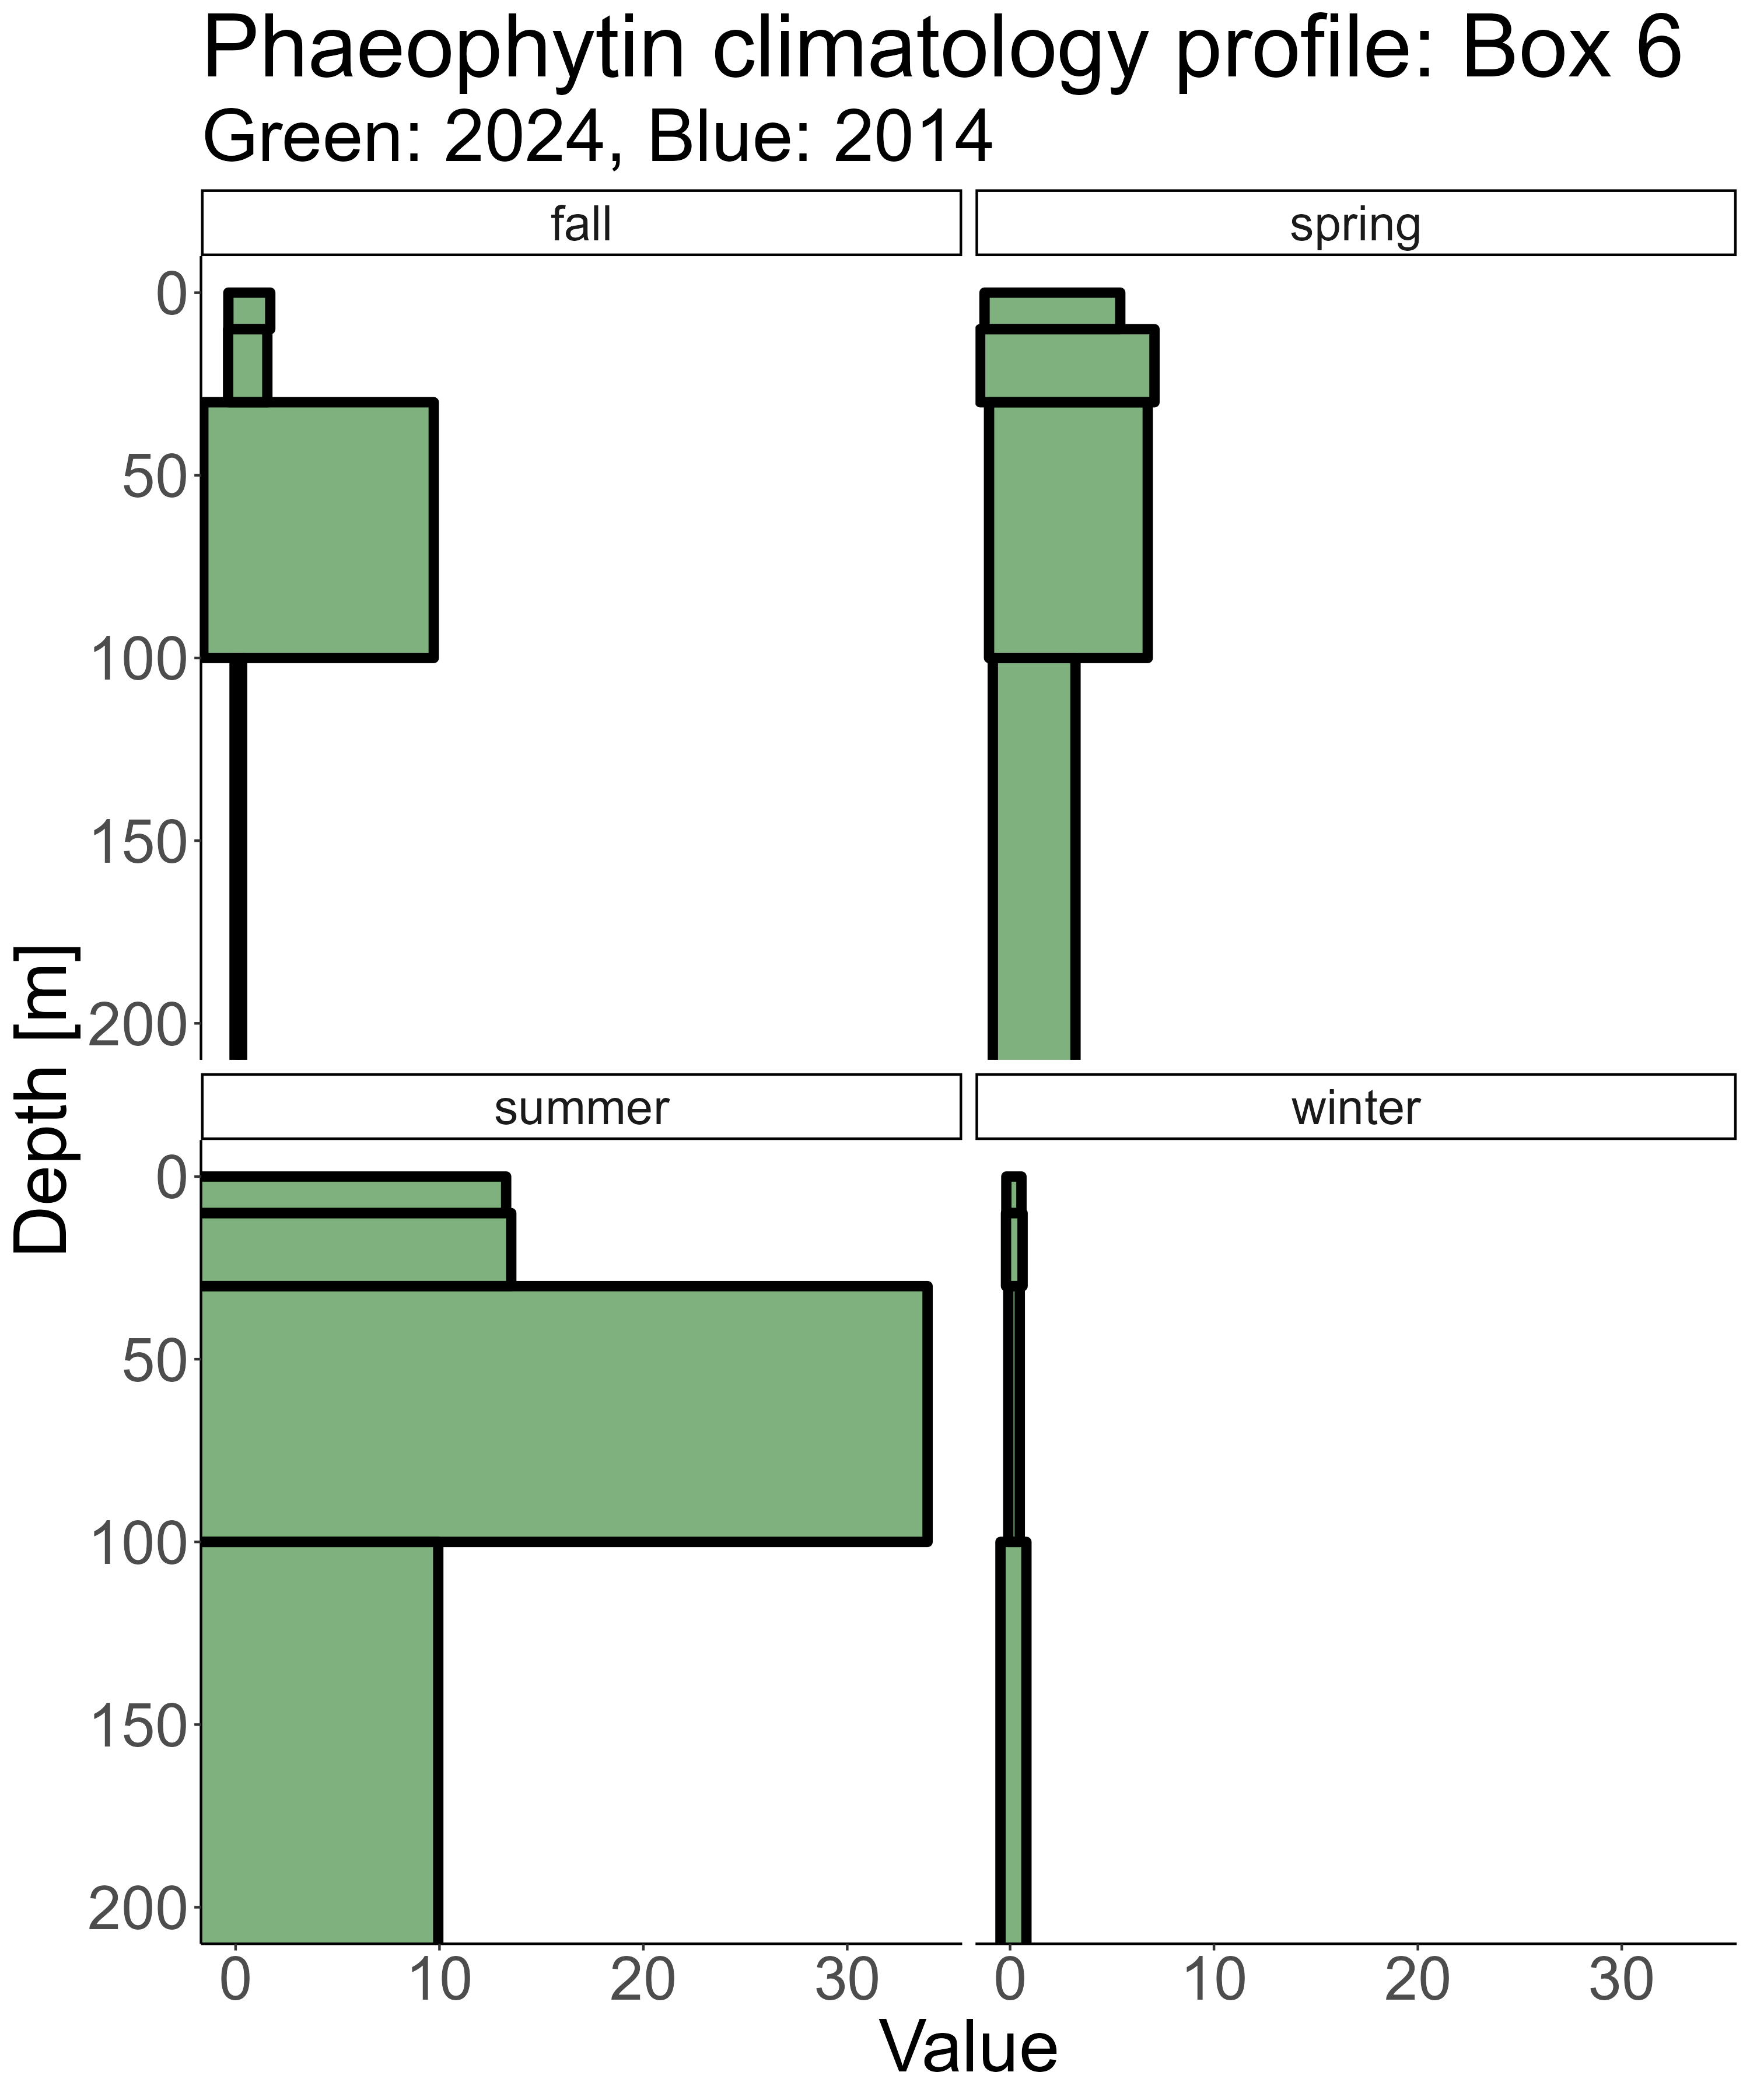 Phaeophytin climatology profile: Box 6
Green: 2024, Blue: 2014
fall
spring
0
50
100
150
200
summer
winter
0
50
100
150
200
Depth [m]
0
10
20
30
0
10
20
30
Value